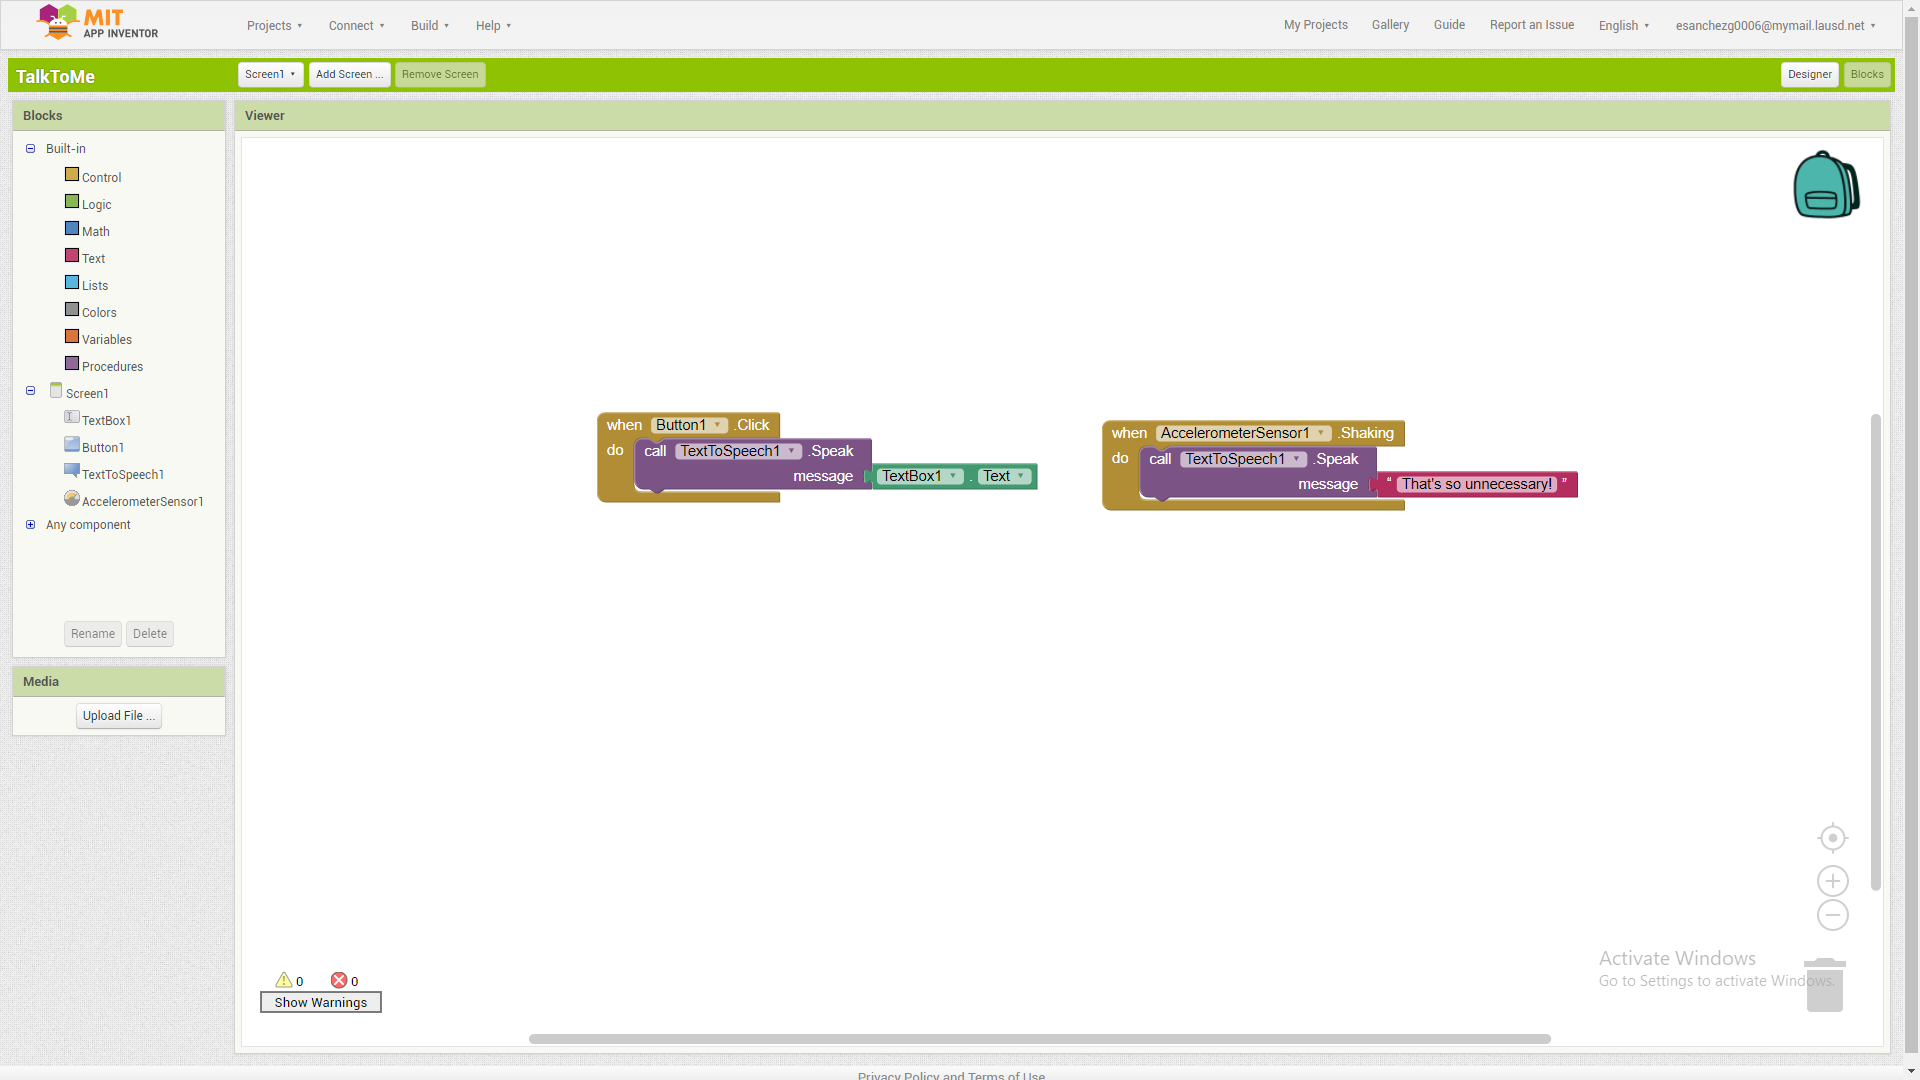 MIT
APP INVENTOR
Projects Connect Build Help
My Projects Gallery Guide Report an Issue English esanchezg0006@mymail.lausd.net
TalkToMe
Screen1 Add Screen ... Remove Screen
Designer Blocks
Blocks
Built-in
Control
Logic
Math
Text
Lists
Colors
Variables
Procedures
Screen1
TextBox1
Button1
TextToSpeech1
AccelerometerSensor1
Any component
Rename Delete
Media
Upload File ...
Viewer
when Button1 .Click
do call TextToSpeech1 .Speak
message TextBox1 . Text
when AccelerometerSensor1 .Shaking
do call TextToSpeech1 .Speak
message “ That's so unnecessary! ”
0 0
Show Warnings
Activate Windows
Go to Settings to activate Windows.
Privacy Policy and Terms of Use